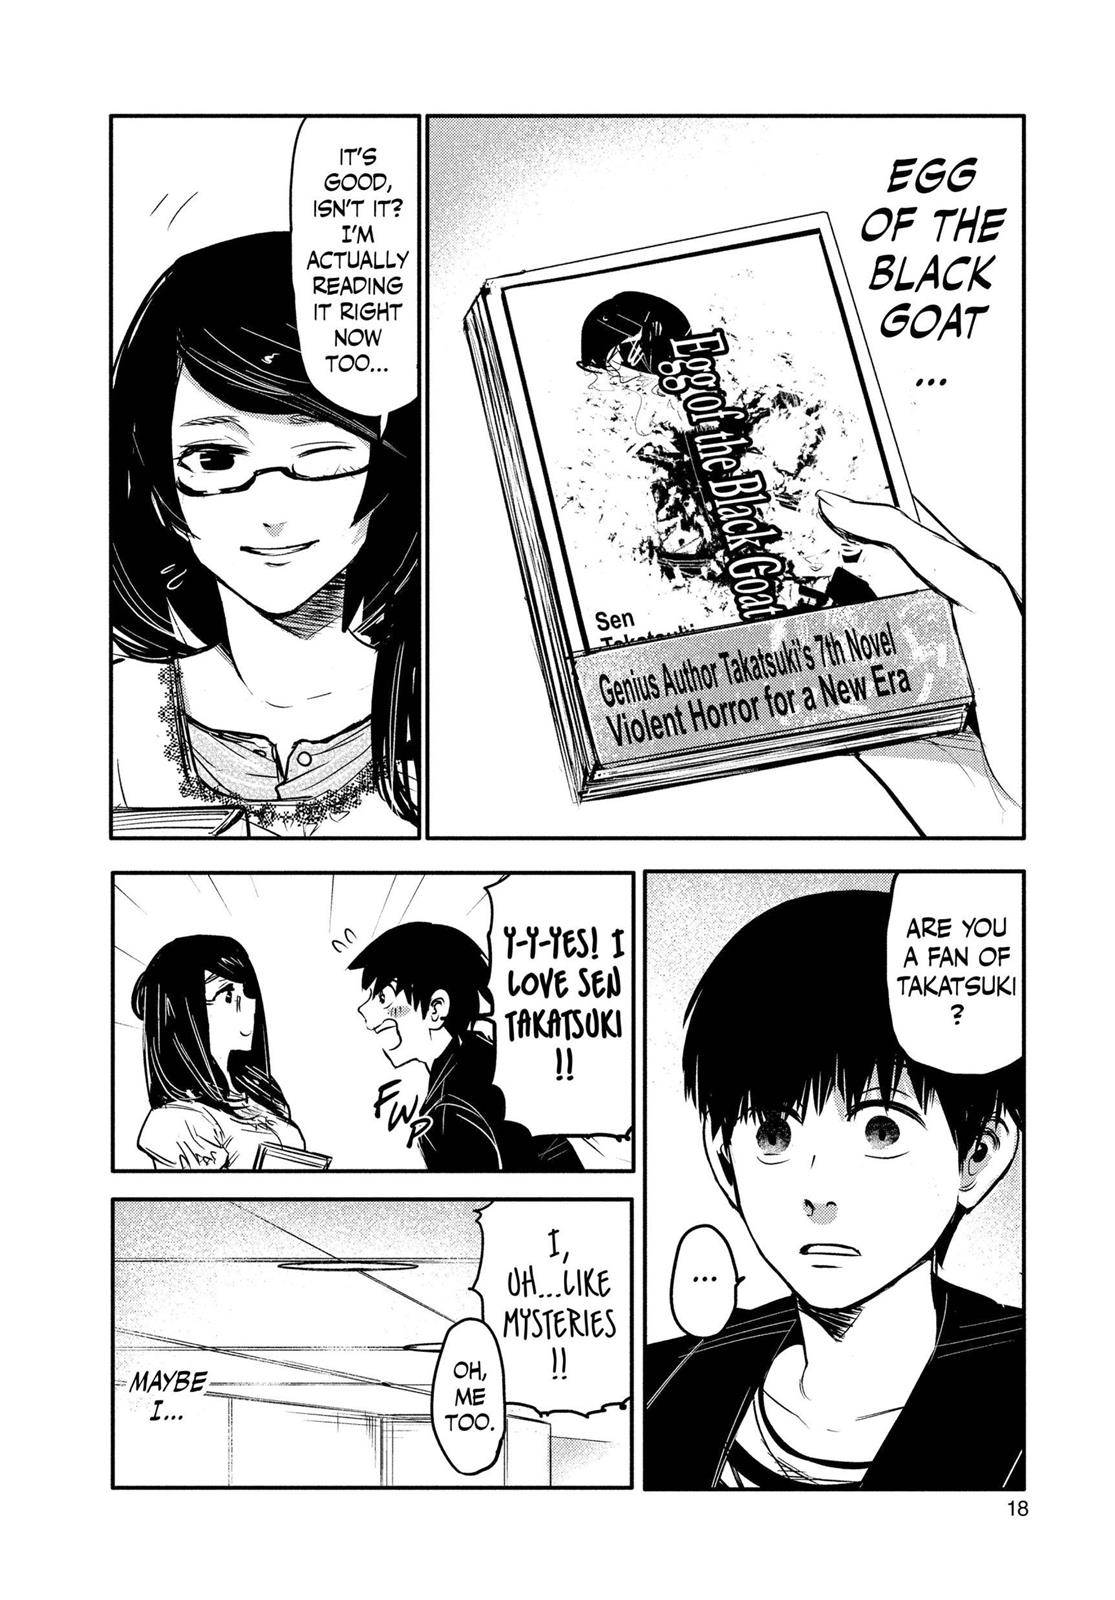 EGG
OF THE
BLACK
GOAT
...
Egg of the Black Goat
Sen
Takatsuki
Genius Author Takatsuki's 7th Novel
Violent Horror for a New Era
IT'S
GOOD,
ISN'T IT?
I'M
ACTUALLY
READING
IT RIGHT
NOW
TOO...
ARE YOU
A FAN OF
TAKATSUKI
?
...
Y-Y-YES! I
LOVE SEN
TAKATSUKI
!!
FWP
I,
UH...LIKE
MYSTERIES
!!
OH,
ME
TOO.
MAYBE
I...
18